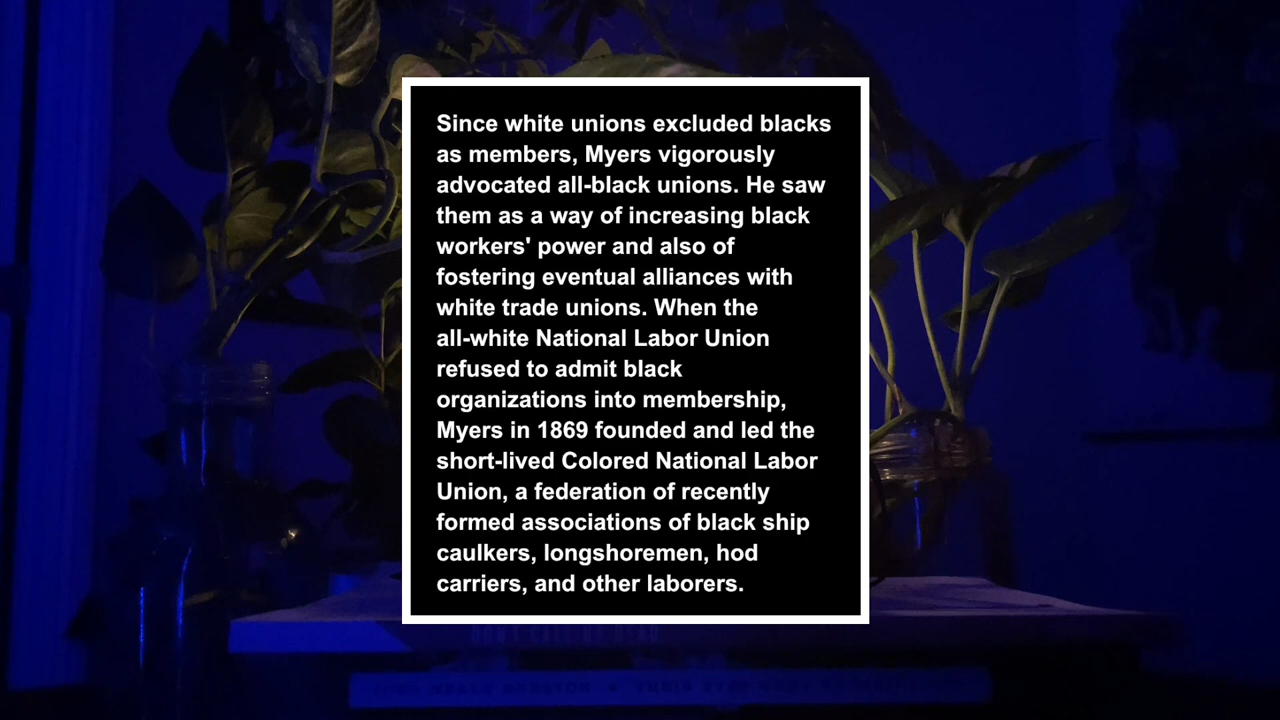 Since white unions excluded blacks
as members, Myers vigorously
advocated all-black unions. He saw
them as a way of increasing black
workers' power and also of
fostering eventual alliances with
white trade unions. When the
all-white National Labor Union
refused to admit black
organizations into membership,
Myers in 1869 founded and led the
short-lived Colored National Labor
Union, a federation of recently
formed associations of black ship
caulkers, longshoremen, hod
carriers, and other laborers.